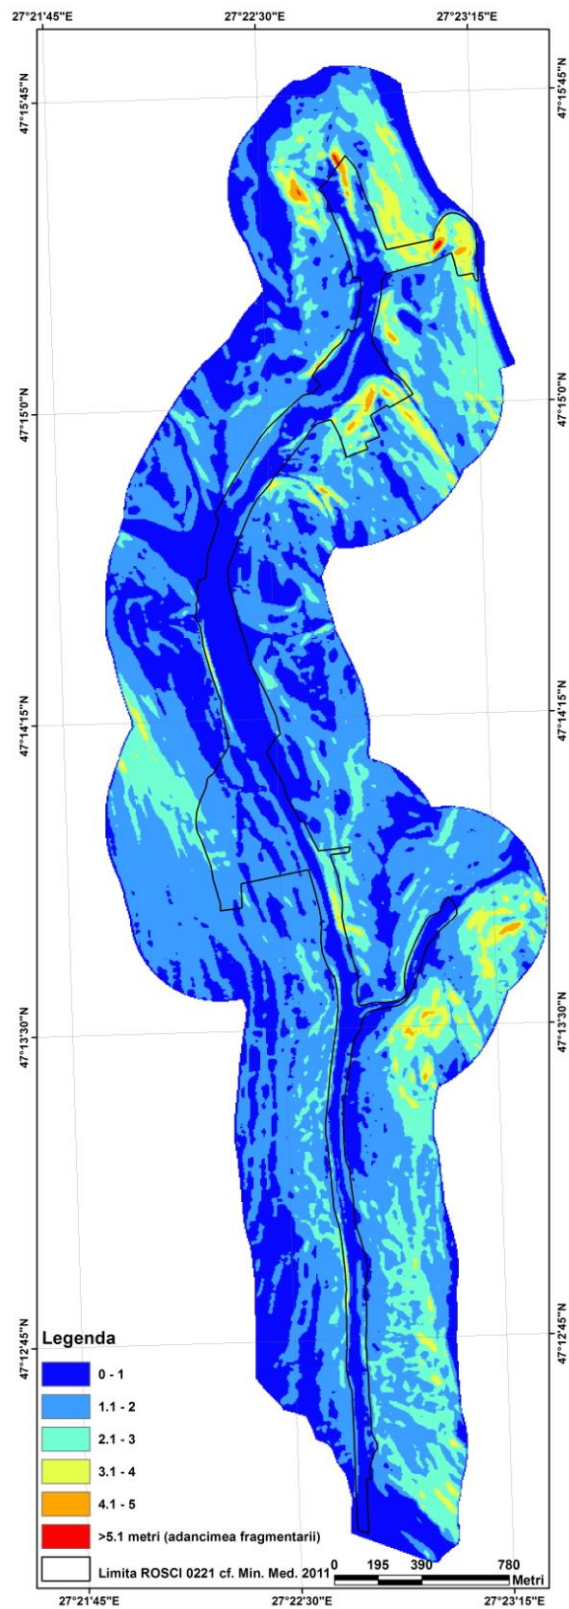 27°21'45"E 27°22'30"E 27°23'15"E
47°15'45"N 47°15'45"N
47°15'0"N 47°15'0"N
47°14'15"N 47°14'15"N
47°13'30"N 47°13'30"N
47°12'45"N 47°12'45"N
Legenda
0 - 1
1.1 - 2
2.1 - 3
3.1 - 4
4.1 - 5
>5.1 metri (adancimea fragmentarii)
Limita ROSCI 0221 cf. Min. Med. 2011
0 195 390 780
Metri
27°21'45"E 27°22'30"E 27°23'15"E